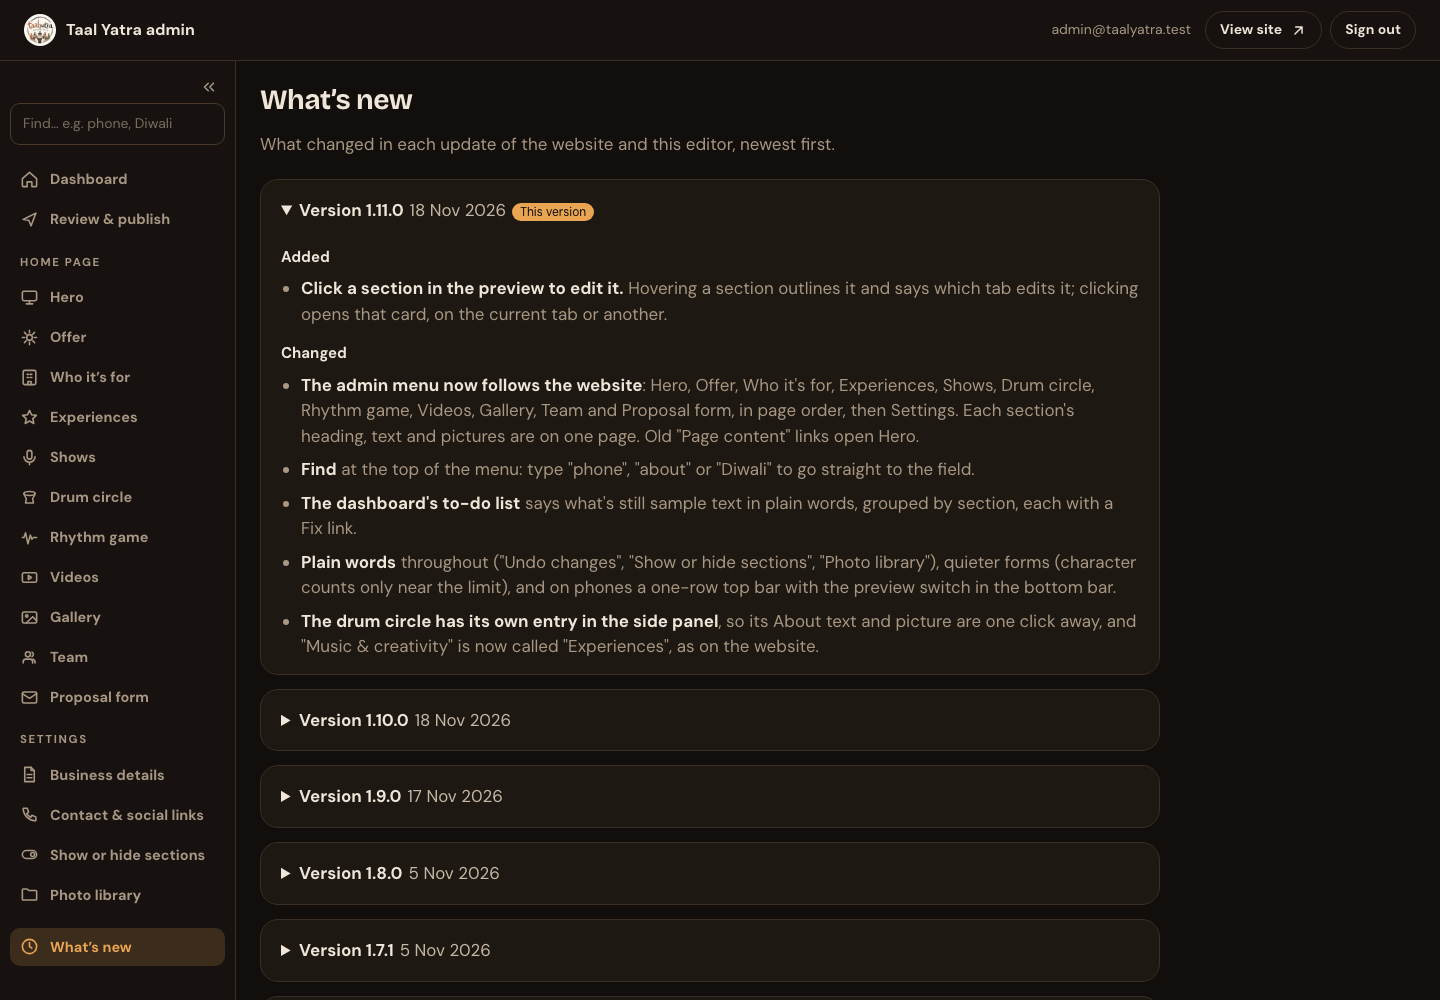 Taal Yatra admin
admin@taalyatra.test
View site
Sign out
Find… e.g. phone, Diwali
Dashboard
Review & publish
HOME PAGE
Hero
Offer
Who it’s for
Experiences
Shows
Drum circle
Rhythm game
Videos
Gallery
Team
Proposal form
SETTINGS
Business details
Contact & social links
Show or hide sections
Photo library
What’s new
What’s new
What changed in each update of the website and this editor, newest first.
Version 1.11.0 18 Nov 2026 This version
Added
Click a section in the preview to edit it. Hovering a section outlines it and says which tab edits it; clicking
opens that card, on the current tab or another.
Changed
The admin menu now follows the website: Hero, Offer, Who it's for, Experiences, Shows, Drum circle,
Rhythm game, Videos, Gallery, Team and Proposal form, in page order, then Settings. Each section's
heading, text and pictures are on one page. Old "Page content" links open Hero.
Find at the top of the menu: type "phone", "about" or "Diwali" to go straight to the field.
The dashboard's to-do list says what's still sample text in plain words, grouped by section, each with a
Fix link.
Plain words throughout ("Undo changes", "Show or hide sections", "Photo library"), quieter forms (character
counts only near the limit), and on phones a one-row top bar with the preview switch in the bottom bar.
The drum circle has its own entry in the side panel, so its About text and picture are one click away, and
"Music & creativity" is now called "Experiences", as on the website.
Version 1.10.0 18 Nov 2026
Version 1.9.0 17 Nov 2026
Version 1.8.0 5 Nov 2026
Version 1.7.1 5 Nov 2026